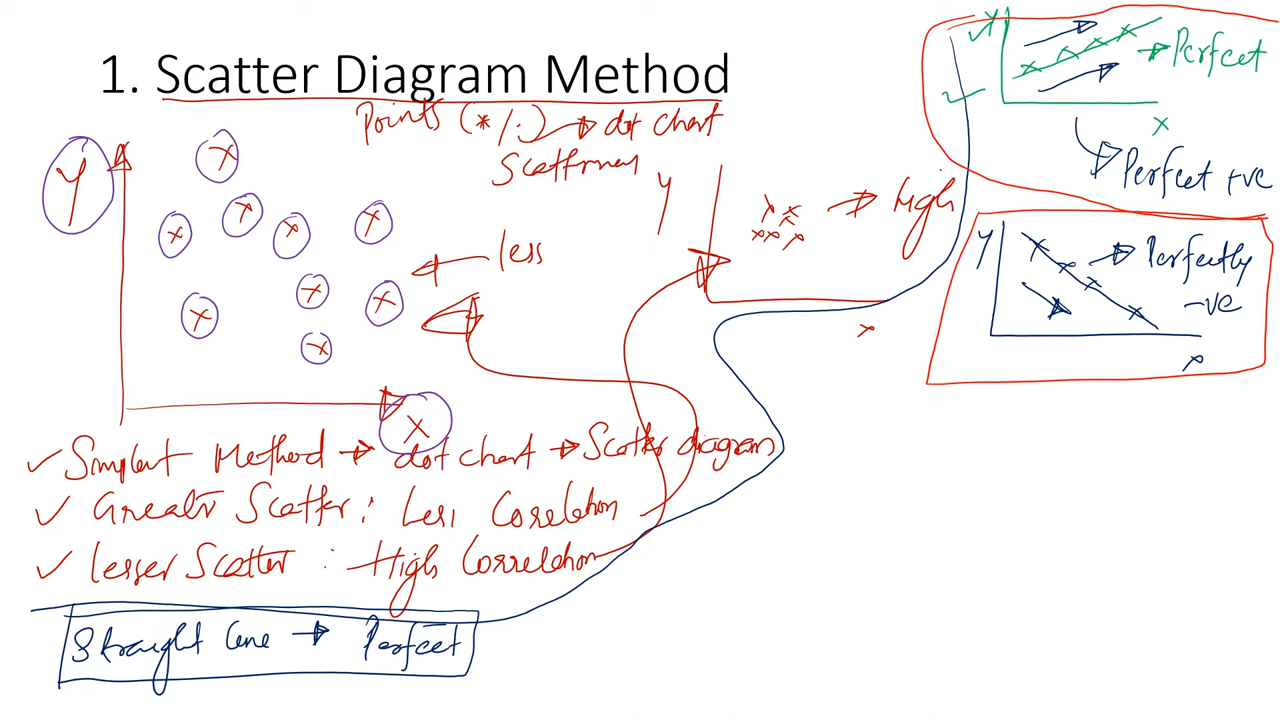 1. Scatter Diagram Method
Points (* / .) → dot chart
Scatterness
Y
X
less
Y
→ High
x
Y
→ Perfect
X
Perfect +ve
Y
→ Perfectly
-ve
x
✓ Simplest Method → dot chart → Scatter diagram
✓ Greater Scatter : Less Correlation
✓ lesser Scatter : High Correlation
Straight line → Perfect